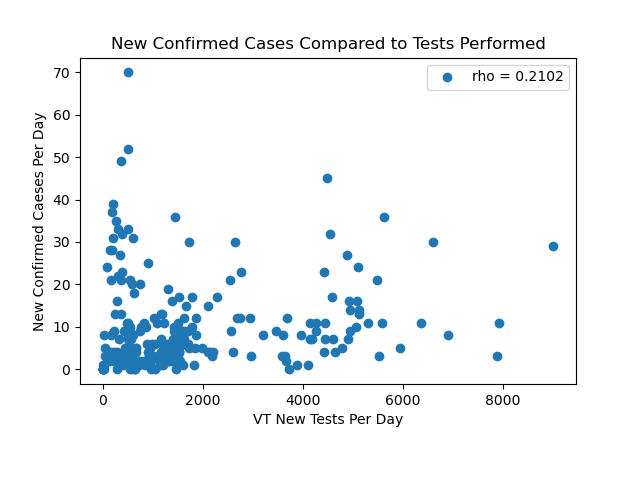 New Confirmed Cases Compared to Tests Performed
rho = 0.2102
70
60
50
40
30
20
10
0
New Confirmed Caeses Per Day
0 2000 4000 6000 8000
VT New Tests Per Day